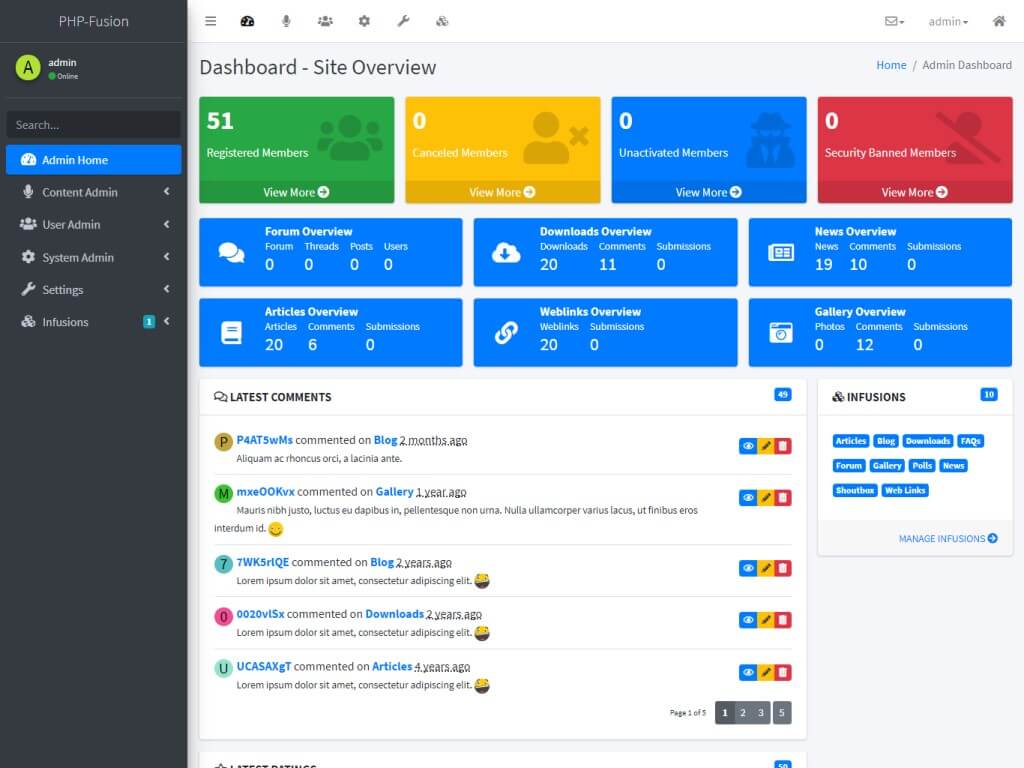 PHP-Fusion
admin
A
admin
Online
Search...
Admin Home
Content Admin
User Admin
System Admin
Settings
Infusions 1
Dashboard - Site Overview
Home / Admin Dashboard
51
Registered Members
View More
0
Canceled Members
View More
0
Unactivated Members
View More
0
Security Banned Members
View More
Forum Overview
Forum Threads Posts Users
0 0 0 0
Downloads Overview
Downloads Comments Submissions
20 11 0
News Overview
News Comments Submissions
19 10 0
Articles Overview
Articles Comments Submissions
20 6 0
Weblinks Overview
Weblinks Submissions
20 0
Gallery Overview
Photos Comments Submissions
0 12 0
LATEST COMMENTS 49
P P4AT5wMs commented on Blog 2 months ago
Aliquam ac rhoncus orci, a lacinia ante.
M mxeOOKvx commented on Gallery 1 year ago
Mauris nibh justo, luctus eu dapibus in, pellentesque non urna. Nulla ullamcorper varius lacus, ut finibus eros
interdum id.
7 7WK5rlQE commented on Blog 2 years ago
Lorem ipsum dolor sit amet, consectetur adipiscing elit.
0 0020vlSx commented on Downloads 2 years ago
Lorem ipsum dolor sit amet, consectetur adipiscing elit.
U UCASAXgT commented on Articles 4 years ago
Lorem ipsum dolor sit amet, consectetur adipiscing elit.
Page 1 of 5 1 2 3 5
INFUSIONS 10
Articles Blog Downloads FAQs
Forum Gallery Polls News
Shoutbox Web Links
MANAGE INFUSIONS
LATEST RATINGS 50